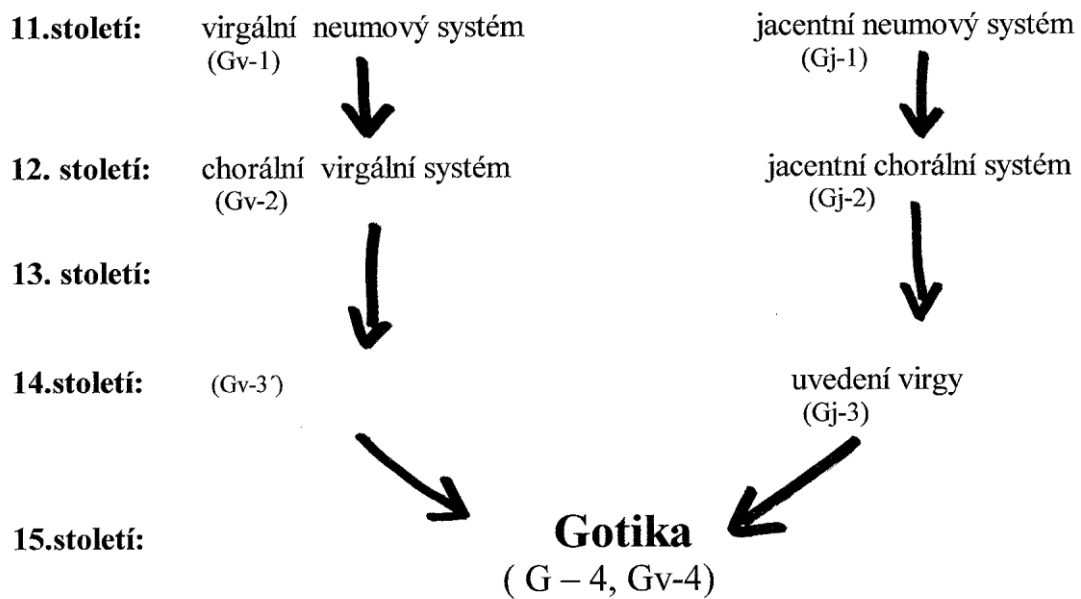 11.století: virgální neumový systém jacentní neumový systém
(Gv-1) (Gj-1)
12. století: chorální virgální systém jacentní chorální systém
(Gv-2) (Gj-2)
13. století:
14.století: (Gv-3´) uvedení virgy
(Gj-3)
15.století: Gotika
( G – 4, Gv-4)